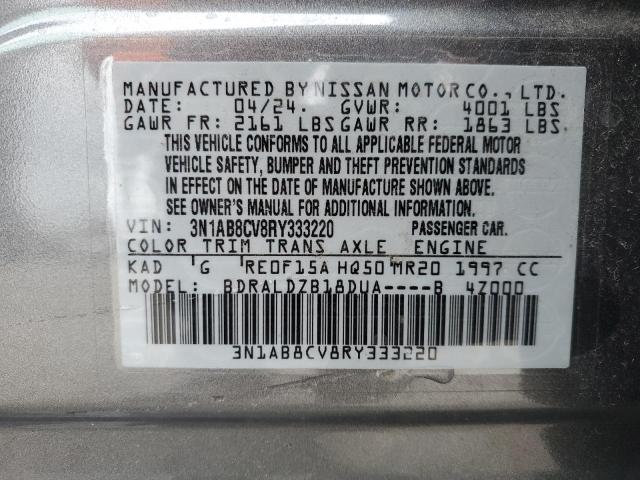 MANUFACTURED BY NISSAN MOTOR CO., LTD.
DATE: 04/24. GVWR: 4001 LBS
GAWR FR: 2161 LBS GAWR RR: 1863 LBS.
THIS VEHICLE CONFORMS TO ALL APPLICABLE FEDERAL MOTOR
VEHICLE SAFETY, BUMPER AND THEFT PREVENTION STANDARDS
IN EFFECT ON THE DATE OF MANUFACTURE SHOWN ABOVE.
SEE OWNER'S MANUAL FOR ADDITIONAL INFORMATION.
VIN: 3N1AB8CV8RY333220 PASSENGER CAR.
COLOR TRIM TRANS AXLE ENGINE
KAD G RE0F15A HQ50 MR20 1997 CC
MODEL: BDRALDZB18DUA----B 4Z000
3N1AB8CV8RY333220